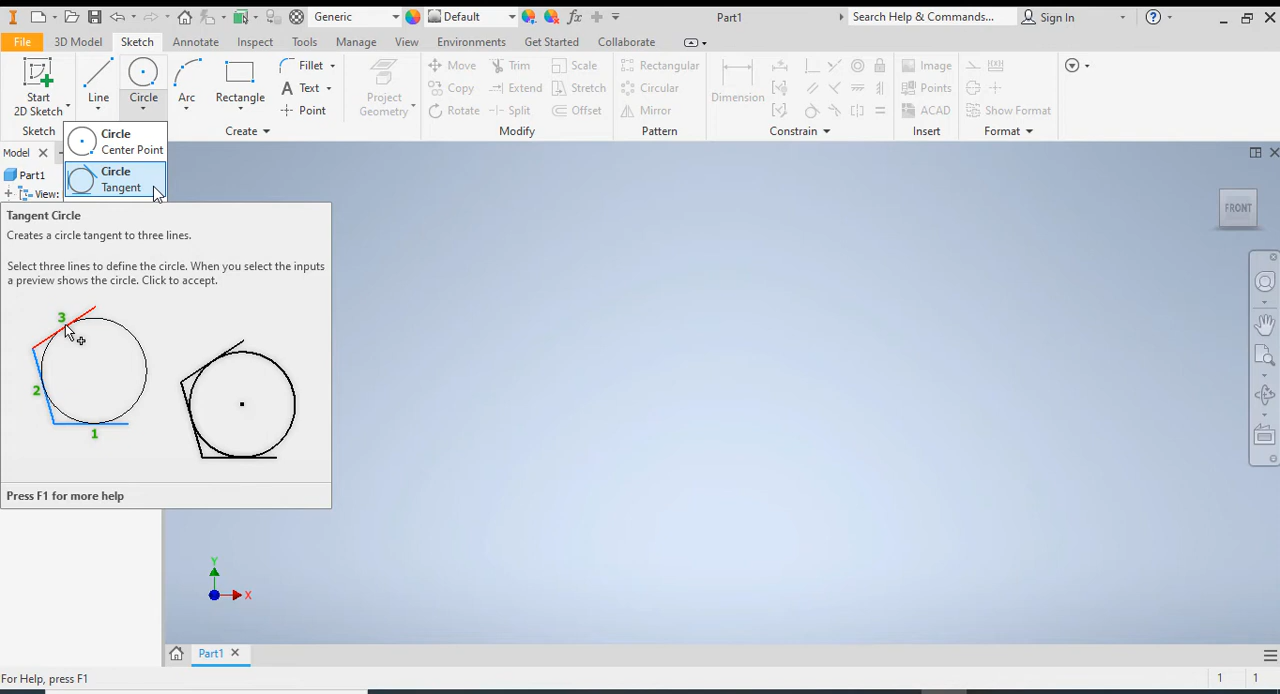 Generic
Default
fx
Part1
Search Help & Commands...
Sign In
File
3D Model
Sketch
Annotate
Inspect
Tools
Manage
View
Environments
Get Started
Collaborate
Start
2D Sketch
Line
Circle
Arc
Rectangle
Fillet
Text
Point
Project
Geometry
Move
Copy
Rotate
Trim
Extend
Split
Scale
Stretch
Offset
Rectangular
Circular
Mirror
Dimension
Image
Points
ACAD
Show Format
Sketch
Create
Modify
Pattern
Constrain
Insert
Format
Circle
Center Point
Circle
Tangent
Model
Part1
View:
Tangent Circle
Creates a circle tangent to three lines.
Select three lines to define the circle. When you select the inputs
a preview shows the circle. Click to accept.
3
2
1
Press F1 for more help
FRONT
Y
X
Part1
For Help, press F1
1
1